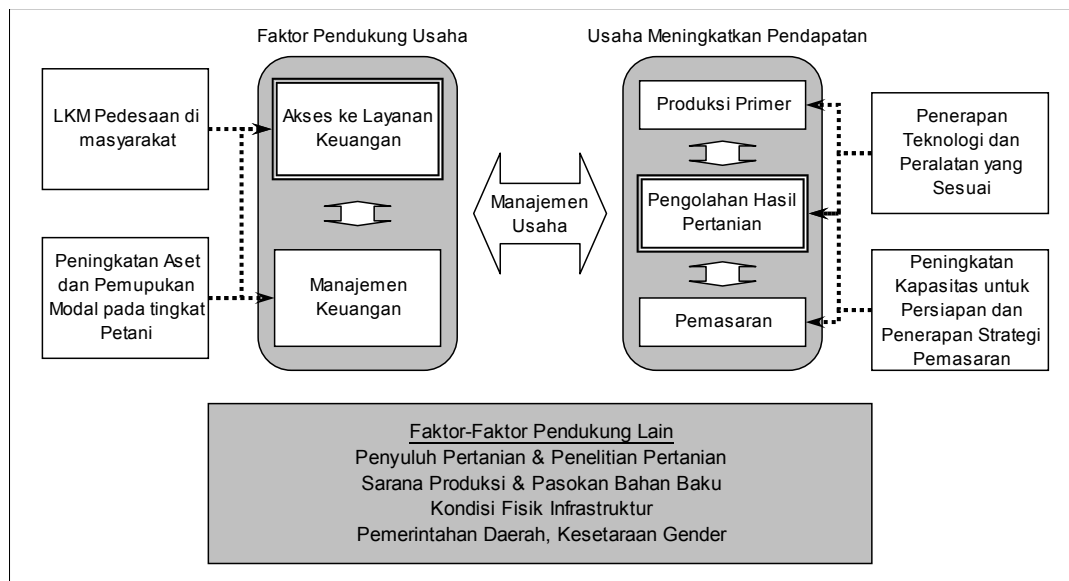 Faktor Pendukung Usaha
Usaha Meningkatkan Pendapatan
LKM Pedesaan di
masyarakat
Peningkatan Aset
dan Pemupukan
Modal pada tingkat
Petani
Akses ke Layanan
Keuangan
Manajemen
Keuangan
Manajemen
Usaha
Produksi Primer
Pengolahan Hasil
Pertanian
Pemasaran
Penerapan
Teknologi dan
Peralatan yang
Sesuai
Peningkatan
Kapasitas untuk
Persiapan dan
Penerapan Strategi
Pemasaran
Faktor-Faktor Pendukung Lain
Penyuluh Pertanian & Penelitian Pertanian
Sarana Produksi & Pasokan Bahan Baku
Kondisi Fisik Infrastruktur
Pemerintahan Daerah, Kesetaraan Gender